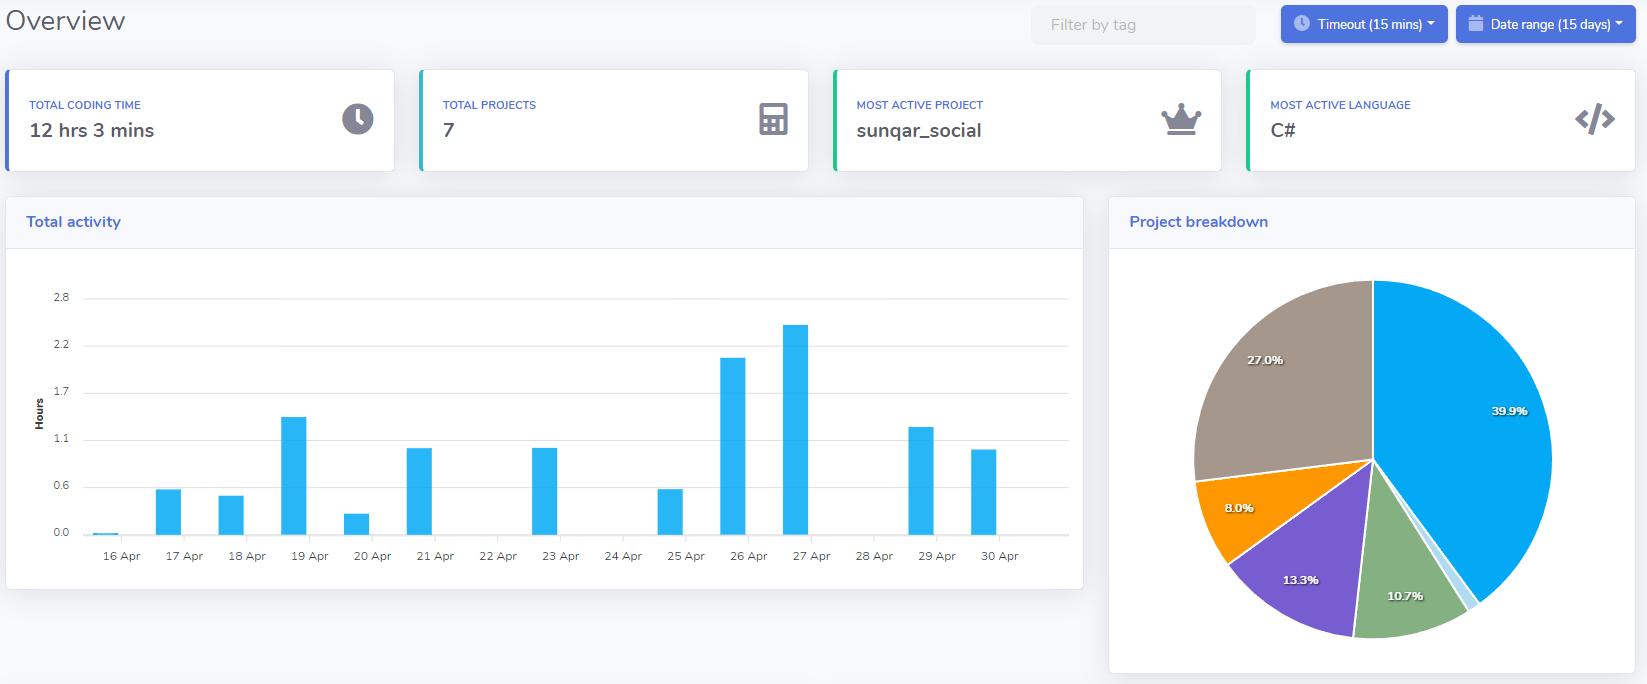 Overview
Filter by tag
Timeout (15 mins)
Date range (15 days)
TOTAL CODING TIME
12 hrs 3 mins
TOTAL PROJECTS
7
MOST ACTIVE PROJECT
sunqar_social
MOST ACTIVE LANGUAGE
C#
Total activity
2.8
2.2
1.7
1.1
0.6
0.0
Hours
16 Apr
17 Apr
18 Apr
19 Apr
20 Apr
21 Apr
22 Apr
23 Apr
24 Apr
25 Apr
26 Apr
27 Apr
28 Apr
29 Apr
30 Apr
Project breakdown
27.0%
39.9%
8.0%
13.3%
10.7%